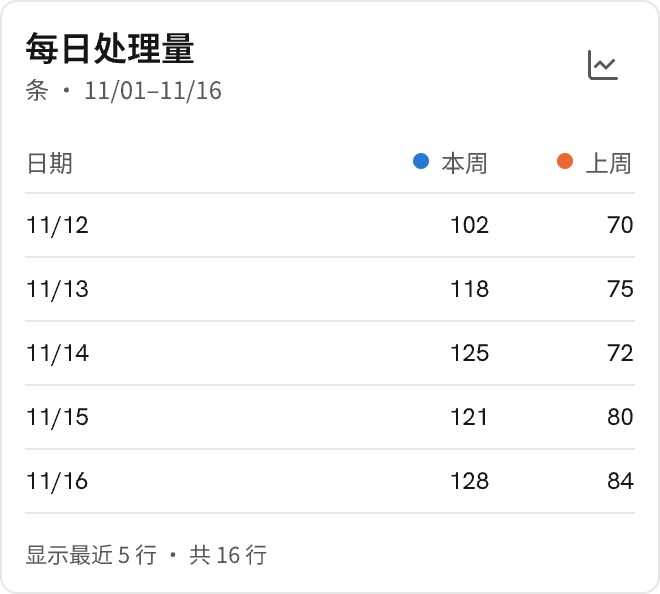 每日处理量
条 • 11/01–11/16
日期 本周 上周
11/12 102 70
11/13 118 75
11/14 125 72
11/15 121 80
11/16 128 84
显示最近 5 行 • 共 16 行